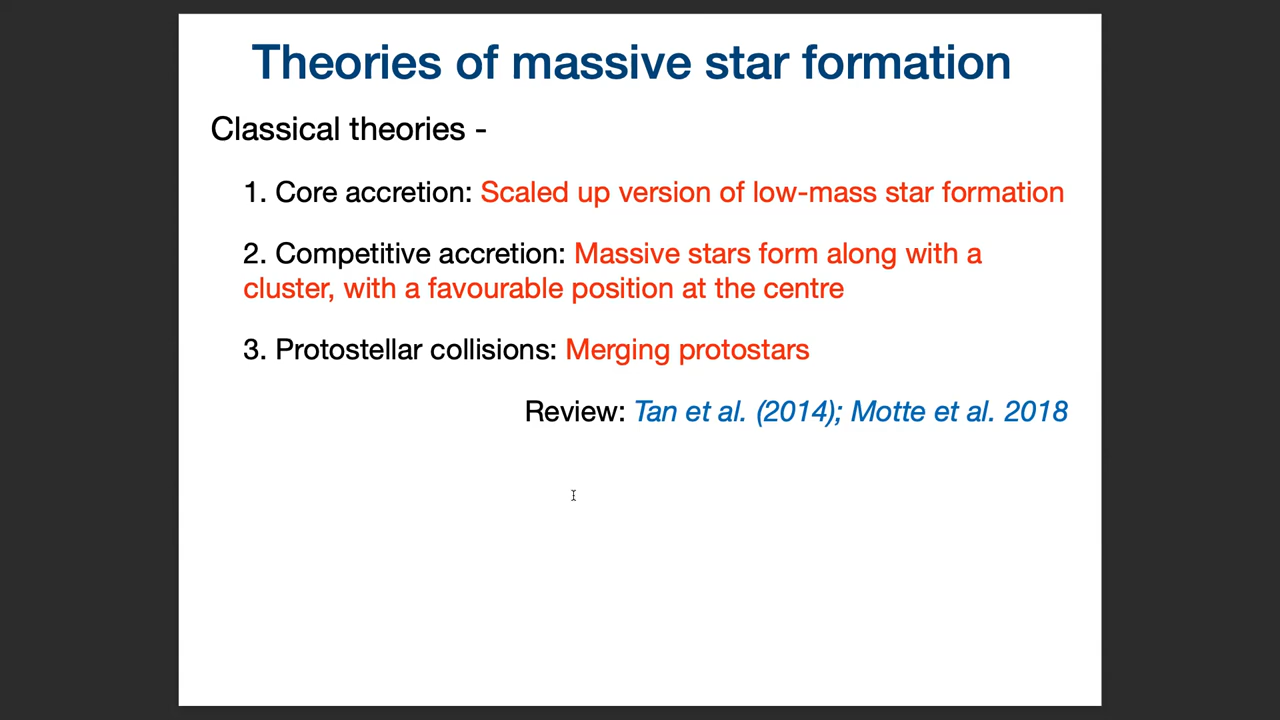 Theories of massive star formation
Classical theories -
1. Core accretion: Scaled up version of low-mass star formation
2. Competitive accretion: Massive stars form along with a
cluster, with a favourable position at the centre
3. Protostellar collisions: Merging protostars
Review: Tan et al. (2014); Motte et al. 2018